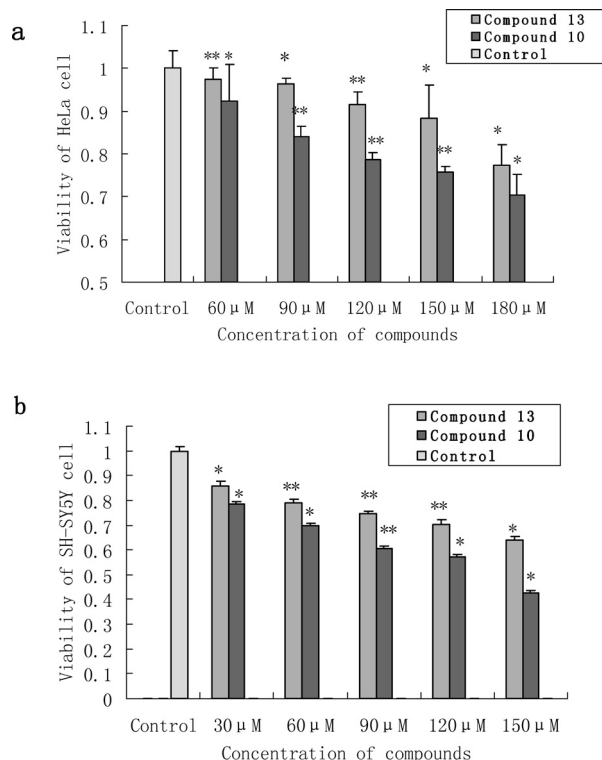 a
Compound 13
Compound 10
Control
1.1
1
0.9
0.8
0.7
0.6
0.5
Viability of HeLa cell
** * * ** ** ** * ** * *
Control 60μM 90μM 120μM 150μM 180μM
Concentration of compounds
b
Compound 13
Compound 10
Control
1.1
1
0.9
0.8
0.7
0.6
0.5
0.4
0.3
0.2
0.1
0
Viability of SH-SY5Y cell
* * ** * ** ** ** * * *
Control 30μM 60μM 90μM 120μM 150μM
Concentration of compounds